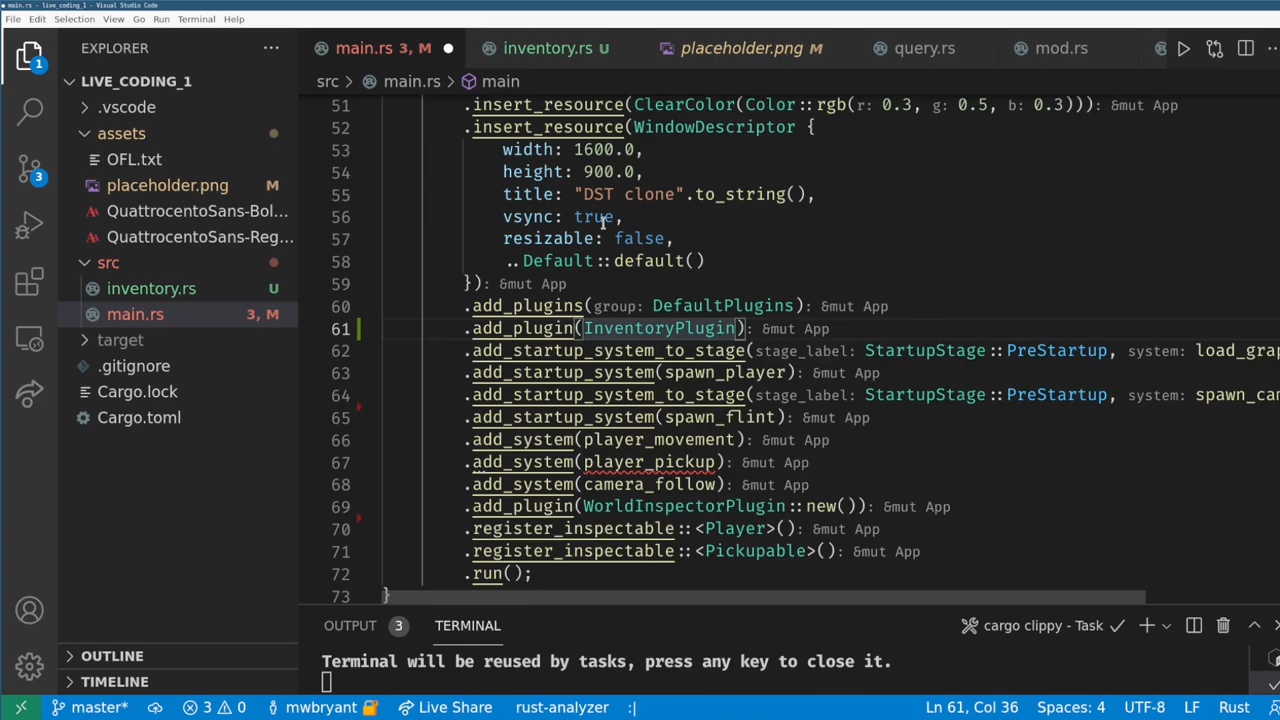 main.rs - live_coding_1 - Visual Studio Code
File Edit Selection View Go Run Terminal Help
EXPLORER
main.rs 3, M
inventory.rs U
placeholder.png M
query.rs
mod.rs
LIVE_CODING_1
src > main.rs > main
.vscode
assets
OFL.txt
placeholder.png M
QuattrocentoSans-Bol...
QuattrocentoSans-Reg...
src
inventory.rs U
main.rs 3, M
target
.gitignore
Cargo.lock
Cargo.toml
OUTLINE
TIMELINE
1
3
51 .insert_resource(ClearColor(Color::rgb(r: 0.3, g: 0.5, b: 0.3))): &mut App
52 .insert_resource(WindowDescriptor {
53 width: 1600.0,
54 height: 900.0,
55 title: "DST clone".to_string(),
56 vsync: true,
57 resizable: false,
58 ..Default::default()
59 }): &mut App
60 .add_plugins(group: DefaultPlugins): &mut App
61 .add_plugin(InventoryPlugin): &mut App
62 .add_startup_system_to_stage(stage_label: StartupStage::PreStartup, system: load_grap
63 .add_startup_system(spawn_player): &mut App
64 .add_startup_system_to_stage(stage_label: StartupStage::PreStartup, system: spawn_cam
65 .add_startup_system(spawn_flint): &mut App
66 .add_system(player_movement): &mut App
67 .add_system(player_pickup): &mut App
68 .add_system(camera_follow): &mut App
69 .add_plugin(WorldInspectorPlugin::new()): &mut App
70 .register_inspectable::<Player>(): &mut App
71 .register_inspectable::<Pickupable>(): &mut App
72 .run();
73 }
OUTPUT 3 TERMINAL
cargo clippy - Task
Terminal will be reused by tasks, press any key to close it.
master* 3 0 mwbryant Live Share rust-analyzer :| Ln 61, Col 36 Spaces: 4 UTF-8 LF Rust